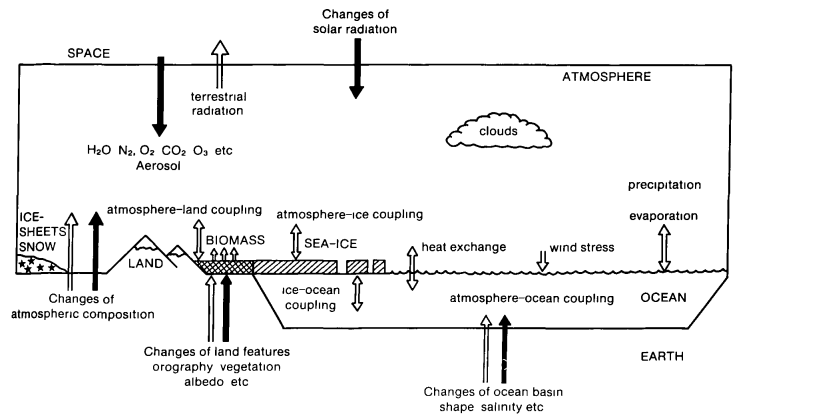 Changes of
solar radiation
SPACE
ATMOSPHERE
terrestrial
radiation
clouds
H2O N2, O2 CO2 O3 etc
Aerosol
precipitation
evaporation
ICE-
SHEETS
SNOW
atmosphere-land coupling
atmosphere-ice coupling
BIOMASS
SEA-ICE
heat exchange
wind stress
LAND
Changes of
atmospheric composition
ice-ocean
coupling
atmosphere-ocean coupling
OCEAN
Changes of land features
orography vegetation
albedo etc
EARTH
Changes of ocean basin
shape salinity etc